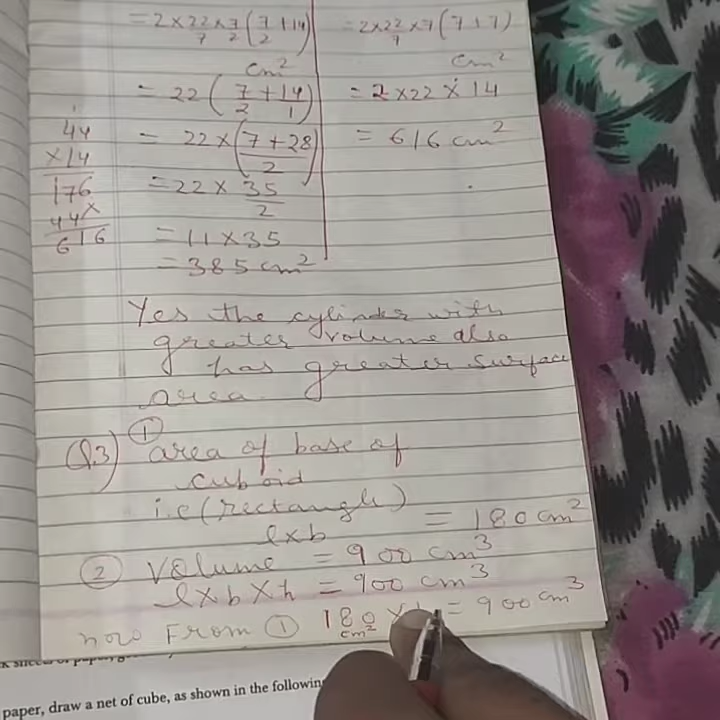 = 2 × 22/7 × 7/2 (7/2 + 14) cm²
= 22 (7/2 + 14/1)
= 22 × (7 + 28 / 2)
= 22 × 35/2
= 11 × 35
= 385 cm²
= 2 × 22/7 × 7 (7 + 7) cm²
= 2 × 22 × 14
= 616 cm²
1
44
×14
176
44×
616
Yes the cylinder with
greater volume also
has greater surface
area.
Q.3) ① area of base of
cuboid
i.e (rectangle)
l×b = 180 cm²
② Volume = 900 cm³
l×b×h = 900 cm³
now From ① 180 cm² × = 900 cm³
paper, draw a net of cube, as shown in the followin